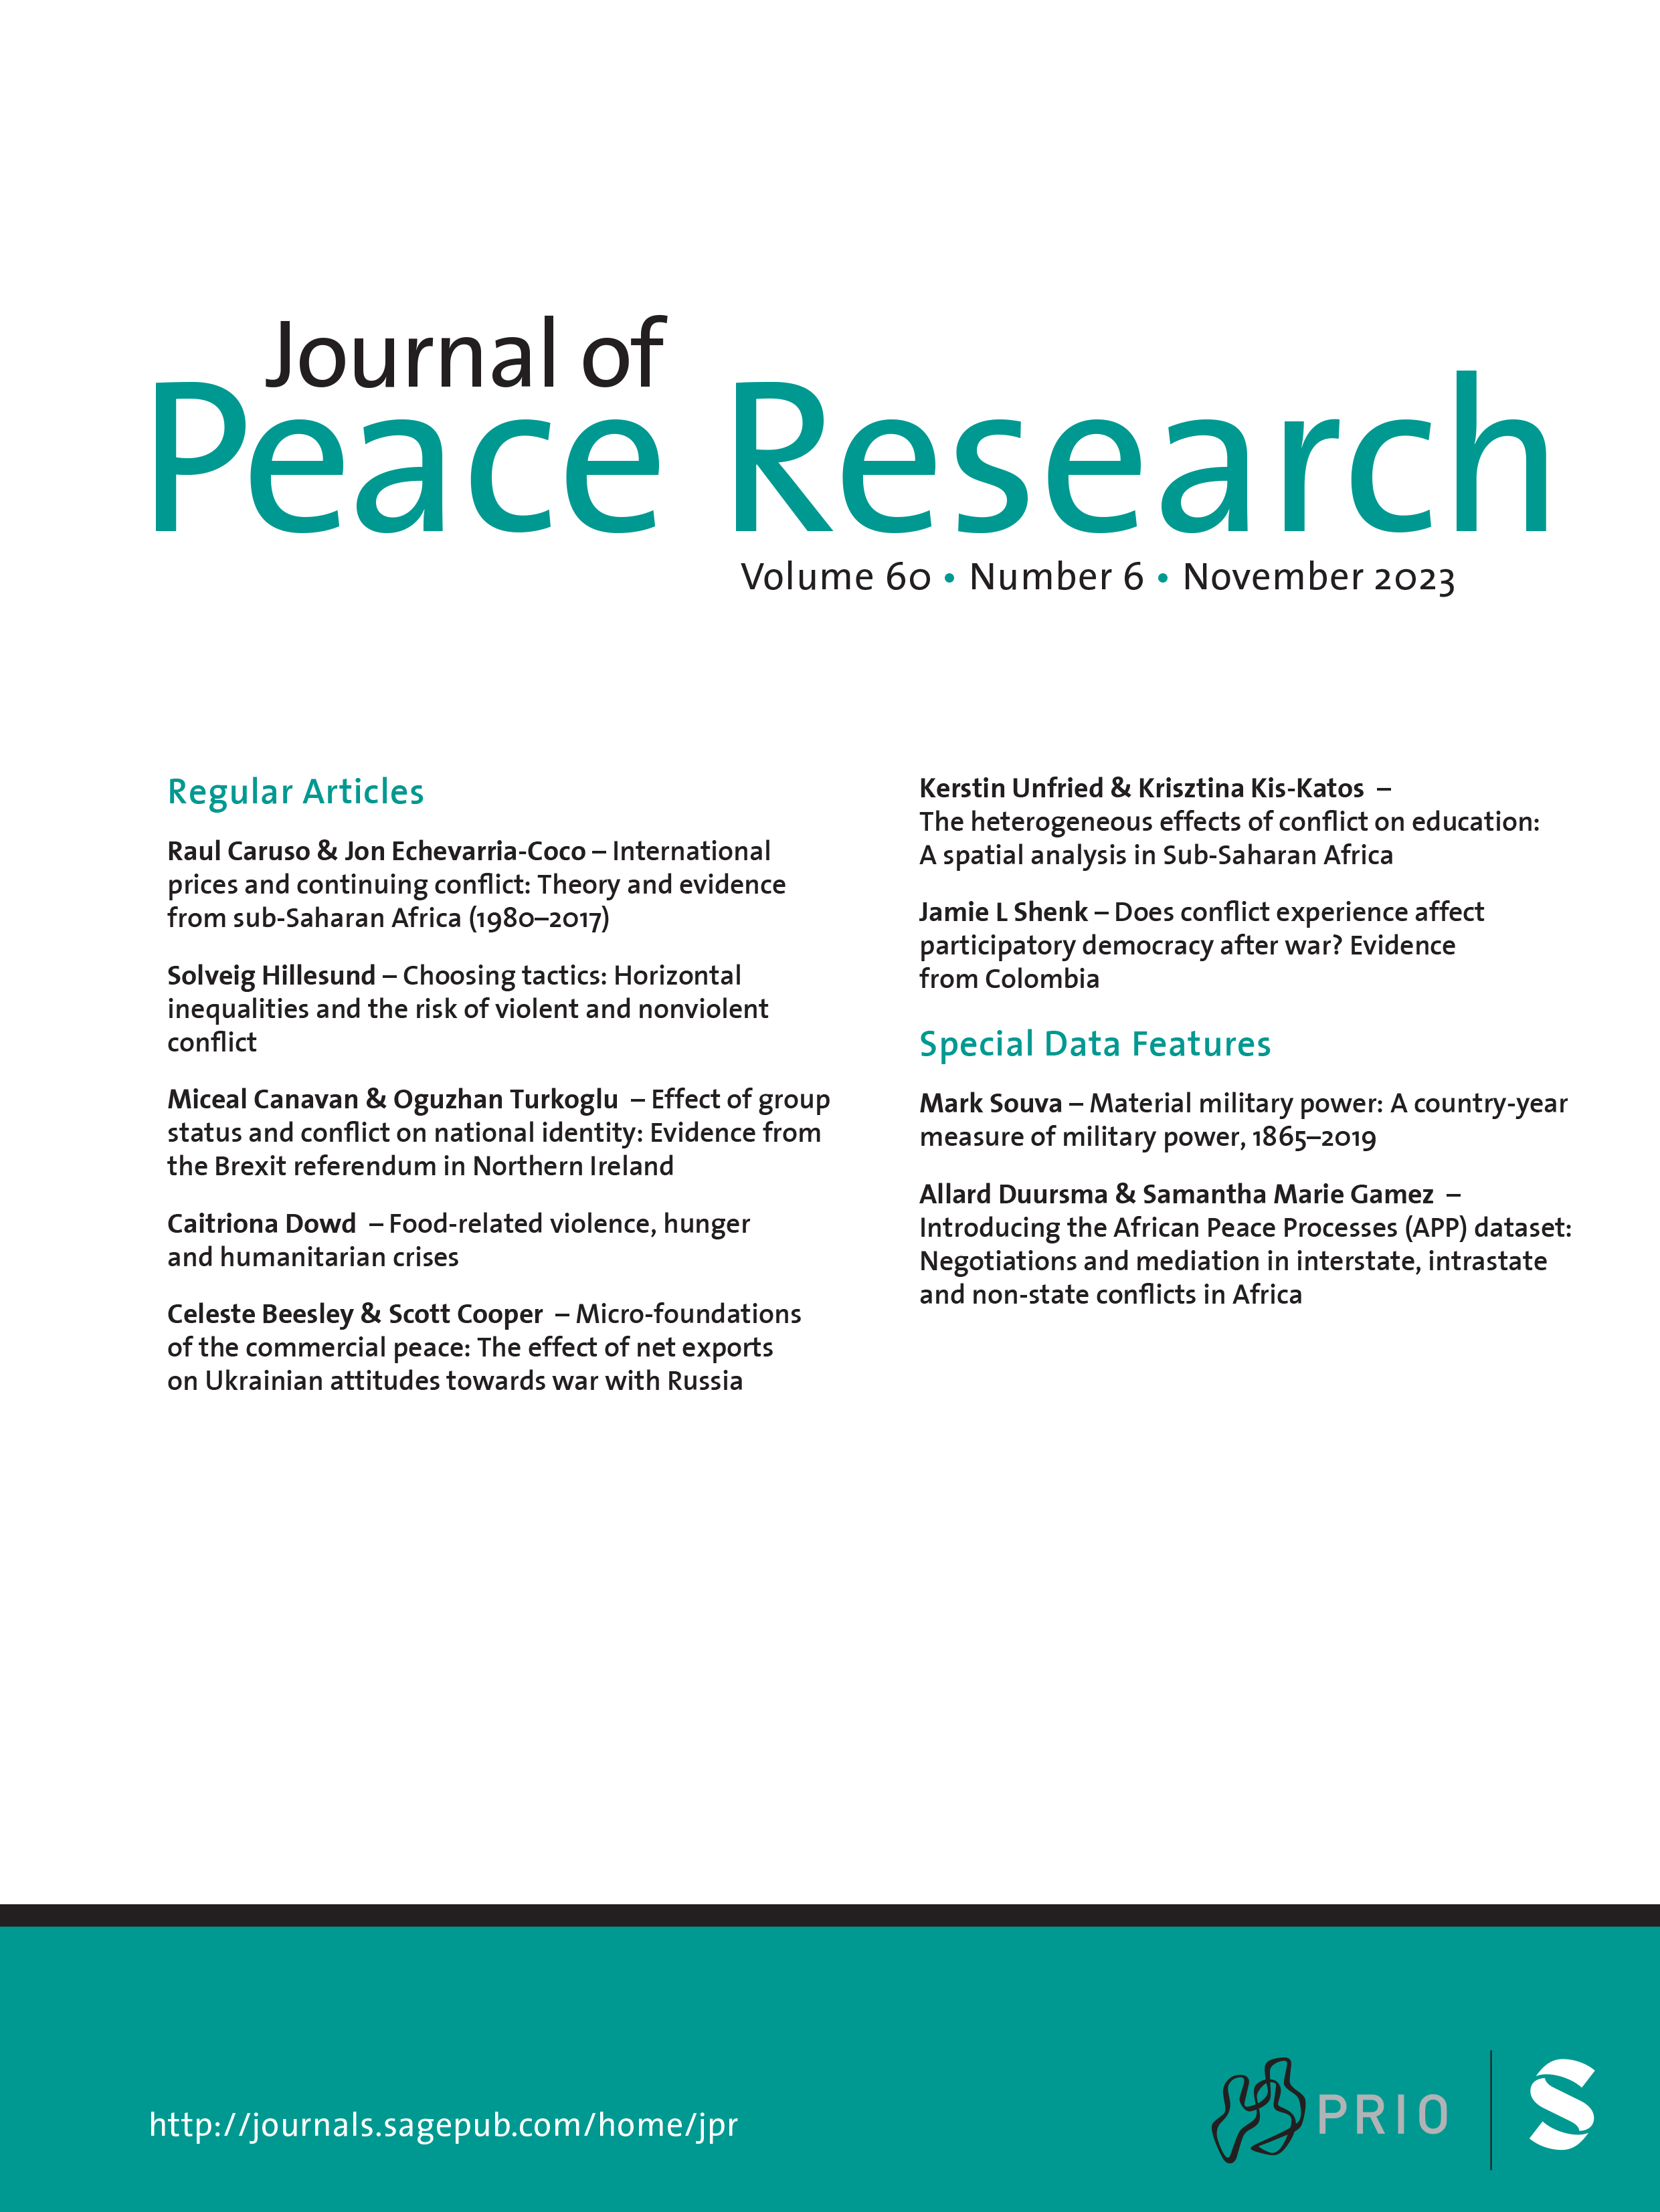 Journal of
Peace Research
Volume 60 • Number 6 • November 2023
Regular Articles
Raul Caruso & Jon Echevarria-Coco – International
prices and continuing conflict: Theory and evidence
from sub-Saharan Africa (1980–2017)
Solveig Hillesund – Choosing tactics: Horizontal
inequalities and the risk of violent and nonviolent
conflict
Miceal Canavan & Oguzhan Turkoglu – Effect of group
status and conflict on national identity: Evidence from
the Brexit referendum in Northern Ireland
Caitriona Dowd – Food-related violence, hunger
and humanitarian crises
Celeste Beesley & Scott Cooper – Micro-foundations
of the commercial peace: The effect of net exports
on Ukrainian attitudes towards war with Russia
Kerstin Unfried & Krisztina Kis-Katos –
The heterogeneous effects of conflict on education:
A spatial analysis in Sub-Saharan Africa
Jamie L Shenk – Does conflict experience affect
participatory democracy after war? Evidence
from Colombia
Special Data Features
Mark Souva – Material military power: A country-year
measure of military power, 1865–2019
Allard Duursma & Samantha Marie Gamez –
Introducing the African Peace Processes (APP) dataset:
Negotiations and mediation in interstate, intrastate
and non-state conflicts in Africa
http://journals.sagepub.com/home/jpr
PRIO
S